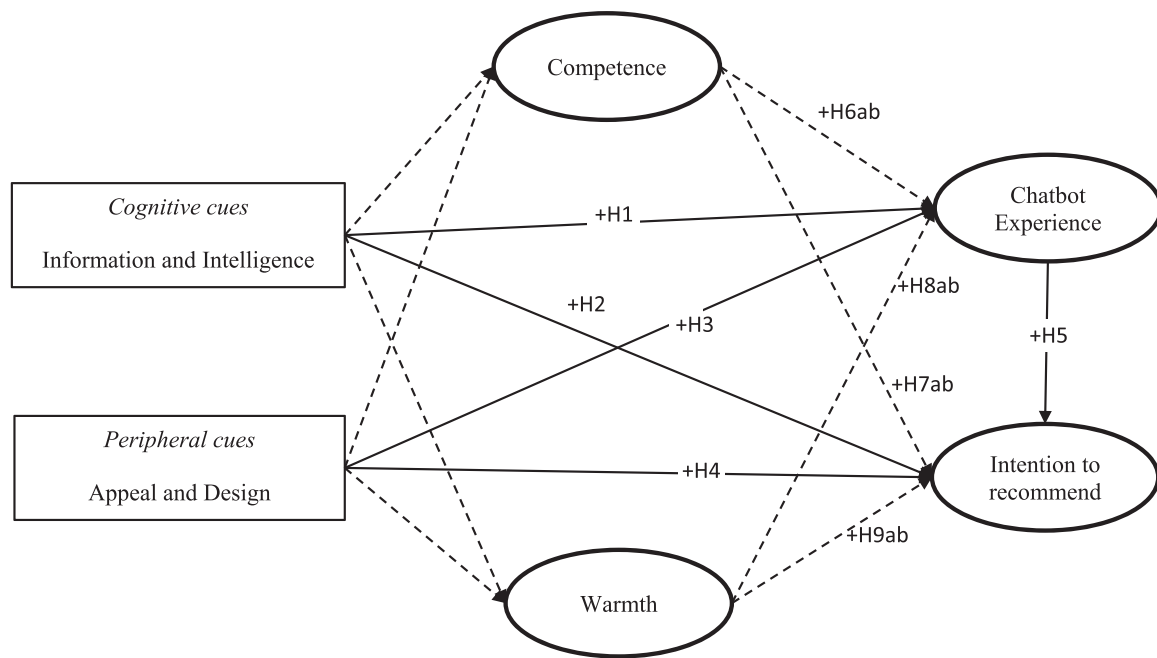 Competence
+H6ab
Cognitive cues
Information and Intelligence
+H1
Chatbot
Experience
+H8ab
+H2
+H3
+H5
+H7ab
Peripheral cues
Appeal and Design
+H4
Intention to
recommend
+H9ab
Warmth